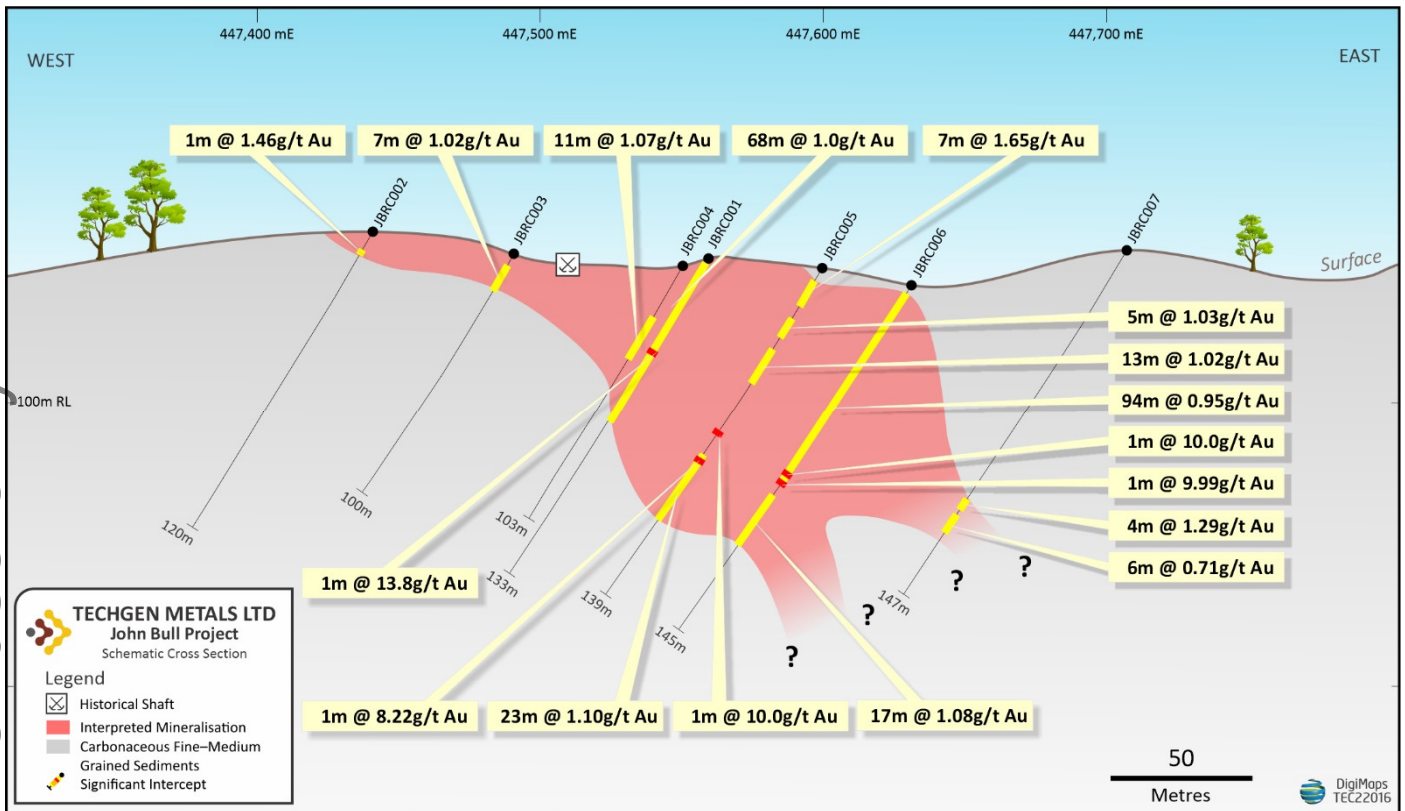 447,400 mE
447,500 mE
447,600 mE
447,700 mE
WEST
EAST
1m @ 1.46g/t Au
7m @ 1.02g/t Au
11m @ 1.07g/t Au
68m @ 1.0g/t Au
7m @ 1.65g/t Au
JBRC002
JBRC003
JBRC004
JBRC001
JBRC005
JBRC006
JBRC007
Surface
5m @ 1.03g/t Au
13m @ 1.02g/t Au
94m @ 0.95g/t Au
1m @ 10.0g/t Au
1m @ 9.99g/t Au
4m @ 1.29g/t Au
6m @ 0.71g/t Au
100m RL
120m
100m
103m
133m
139m
145m
147m
?
?
?
?
1m @ 13.8g/t Au
1m @ 8.22g/t Au
23m @ 1.10g/t Au
1m @ 10.0g/t Au
17m @ 1.08g/t Au
TECHGEN METALS LTD
John Bull Project
Schematic Cross Section
Legend
Historical Shaft
Interpreted Mineralisation
Carbonaceous Fine–Medium
Grained Sediments
Significant Intercept
50
Metres
DigiMaps
TEC22016